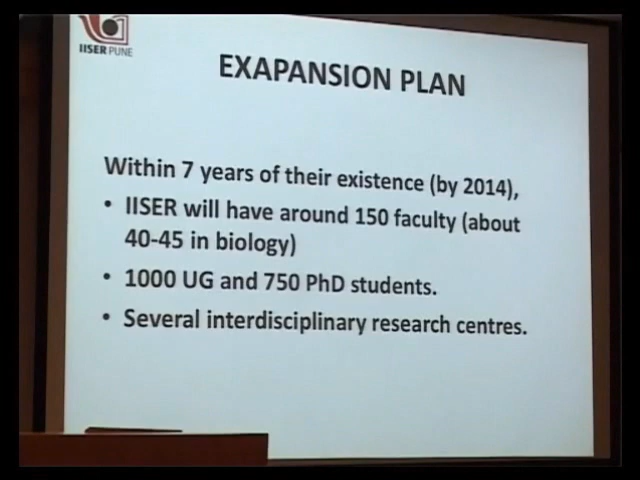 IISER PUNE
EXAPANSION PLAN
Within 7 years of their existence (by 2014),
• IISER will have around 150 faculty (about
40-45 in biology)
• 1000 UG and 750 PhD students.
• Several interdisciplinary research centres.